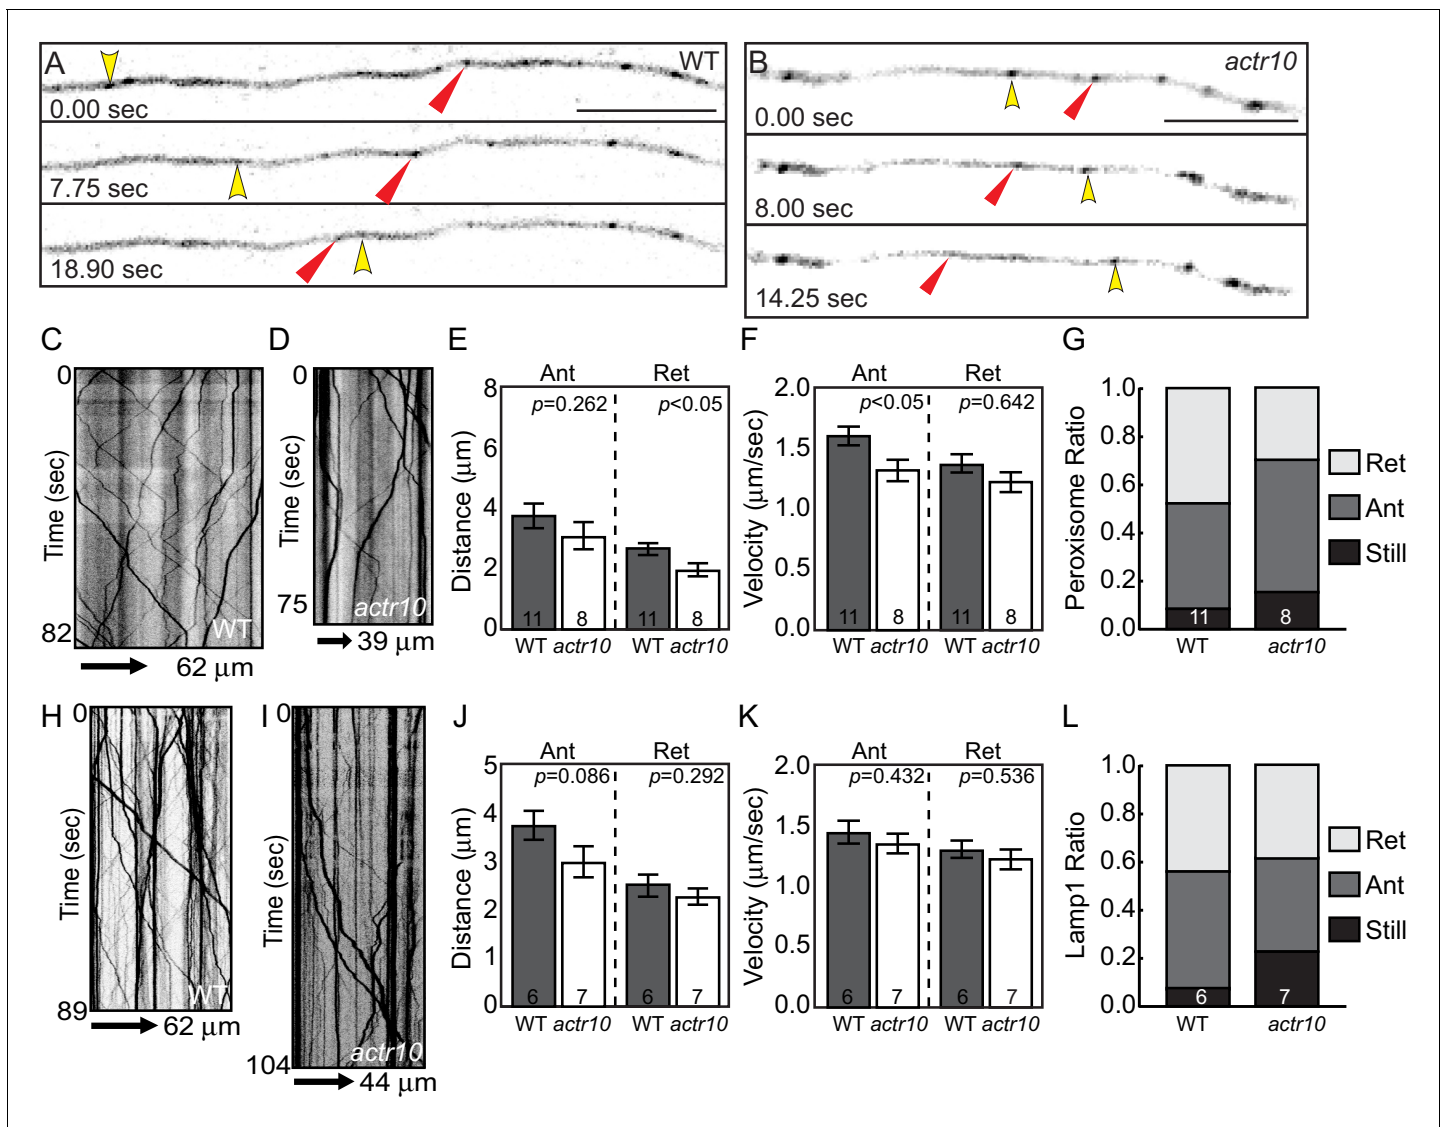 A
WT
0.00 sec
7.75 sec
18.90 sec
B
actr10
0.00 sec
8.00 sec
14.25 sec
C
0
Time (sec)
82
WT
62 μm
D
0
Time (sec)
75
actr10
39 μm
E
Ant
Ret
8
6
4
2
0
Distance (μm)
p=0.262
p<0.05
11
8
11
8
WT actr10
WT actr10
F
Ant
Ret
2.0
1.5
1.0
0.5
0.0
Velocity (μm/sec)
p<0.05
p=0.642
11
8
11
8
WT actr10
WT actr10
G
1.0
0.8
0.6
0.4
0.2
0.0
Peroxisome Ratio
11
8
WT
actr10
Ret
Ant
Still
H
0
Time (sec)
89
WT
62 μm
I
0
Time (sec)
104
actr10
44 μm
J
Ant
Ret
5
4
3
2
1
0
Distance (μm)
p=0.086
p=0.292
6
7
6
7
WT actr10
WT actr10
K
Ant
Ret
2.0
1.5
1.0
0.5
0.0
Velocity (μm/sec)
p=0.432
p=0.536
6
7
6
7
WT actr10
WT actr10
L
1.0
0.8
0.6
0.4
0.2
0.0
Lamp1 Ratio
6
7
WT
actr10
Ret
Ant
Still